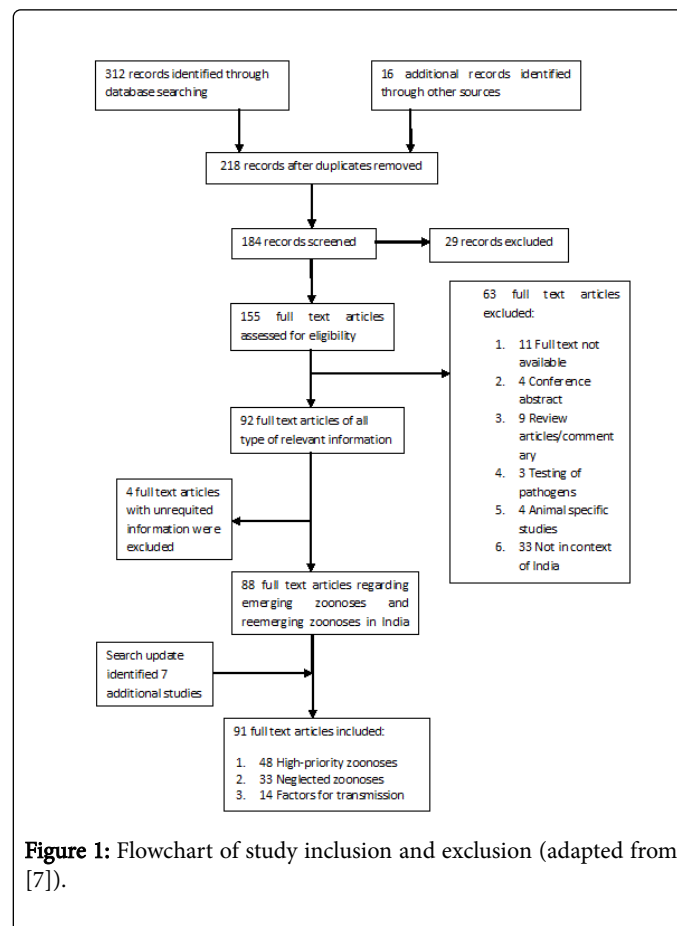 312 records identified through
database searching
16 additional records identified
through other sources
218 records after duplicates removed
184 records screened
29 records excluded
155 full text articles
assessed for eligibility
63 full text articles
excluded:
1. 11 Full text not
available
2. 4 Conference
abstract
3. 9 Review
articles/comment
ary
4. 3 Testing of
pathogens
5. 4 Animal specific
studies
6. 33 Not in context
of India
92 full text articles of all
type of relevant information
4 full text articles
with unrequited
information were
excluded
88 full text articles regarding
emerging zoonoses and
reemerging zoonoses in India
Search update
identified 7
additional studies
91 full text articles included:
1. 48 High-priority zoonoses
2. 33 Neglected zoonoses
3. 14 Factors for transmission
Figure 1: Flowchart of study inclusion and exclusion (adapted from
[7]).